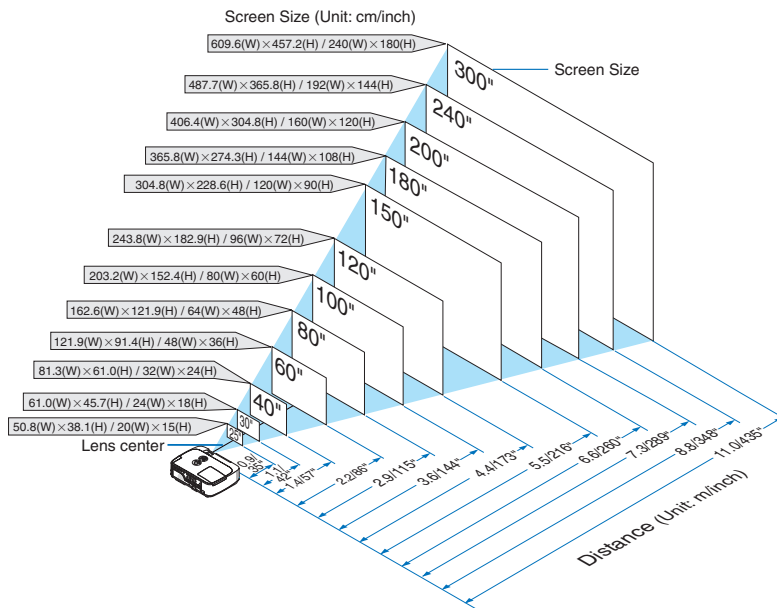 Screen Size (Unit: cm/inch)
609.6(W)×457.2(H) / 240(W)×180(H)
300"
Screen Size
487.7(W)×365.8(H) / 192(W)×144(H)
240"
406.4(W)×304.8(H) / 160(W)×120(H)
200"
365.8(W)×274.3(H) / 144(W)×108(H)
180"
304.8(W)×228.6(H) / 120(W)×90(H)
150"
243.8(W)×182.9(H) / 96(W)×72(H)
120"
203.2(W)×152.4(H) / 80(W)×60(H)
100"
162.6(W)×121.9(H) / 64(W)×48(H)
80"
121.9(W)×91.4(H) / 48(W)×36(H)
60"
81.3(W)×61.0(H) / 32(W)×24(H)
40"
61.0(W)×45.7(H) / 24(W)×18(H)
30"
50.8(W)×38.1(H) / 20(W)×15(H)
25"
Lens center
0.9/
35"
1.1/
42"
1.4/57"
2.2/86"
2.9/115"
3.6/144"
4.4/173"
5.5/216"
6.6/260"
7.3/289"
8.8/348"
11.0/435"
Distance (Unit: m/inch)